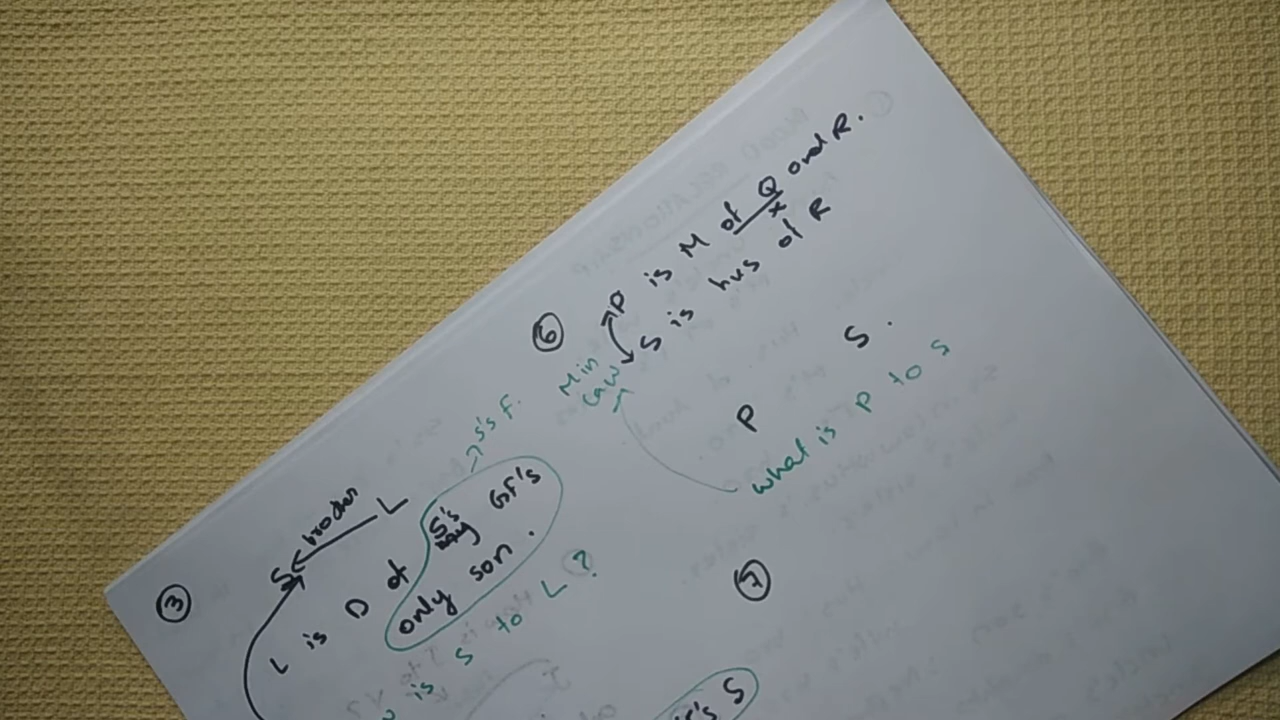 ③
S brother L
L is D of S's GF's
only son.
is S to L ?
→ S's F.
⑥
P is M of Q and R.
x
S is hus of R
M in
Law
P S.
what is P to S
⑦
's S